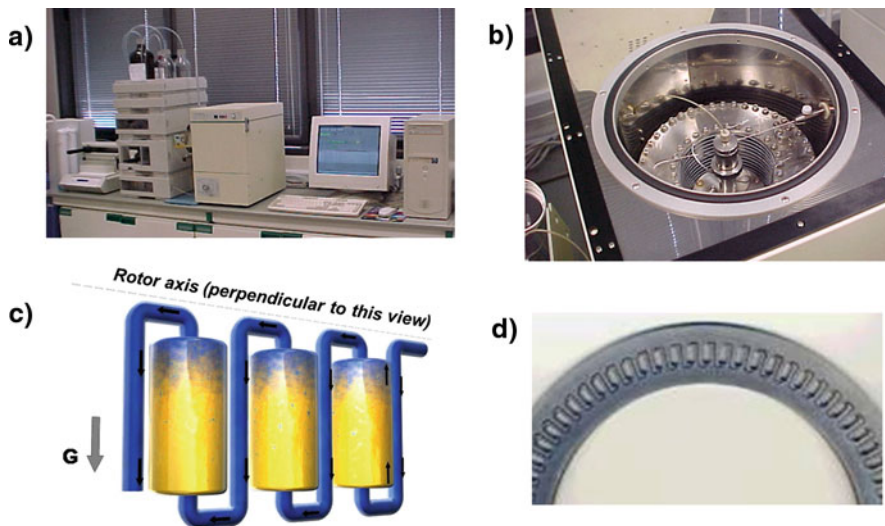 a)
b)
c)
Rotor axis (perpendicular to this view)
G
d)